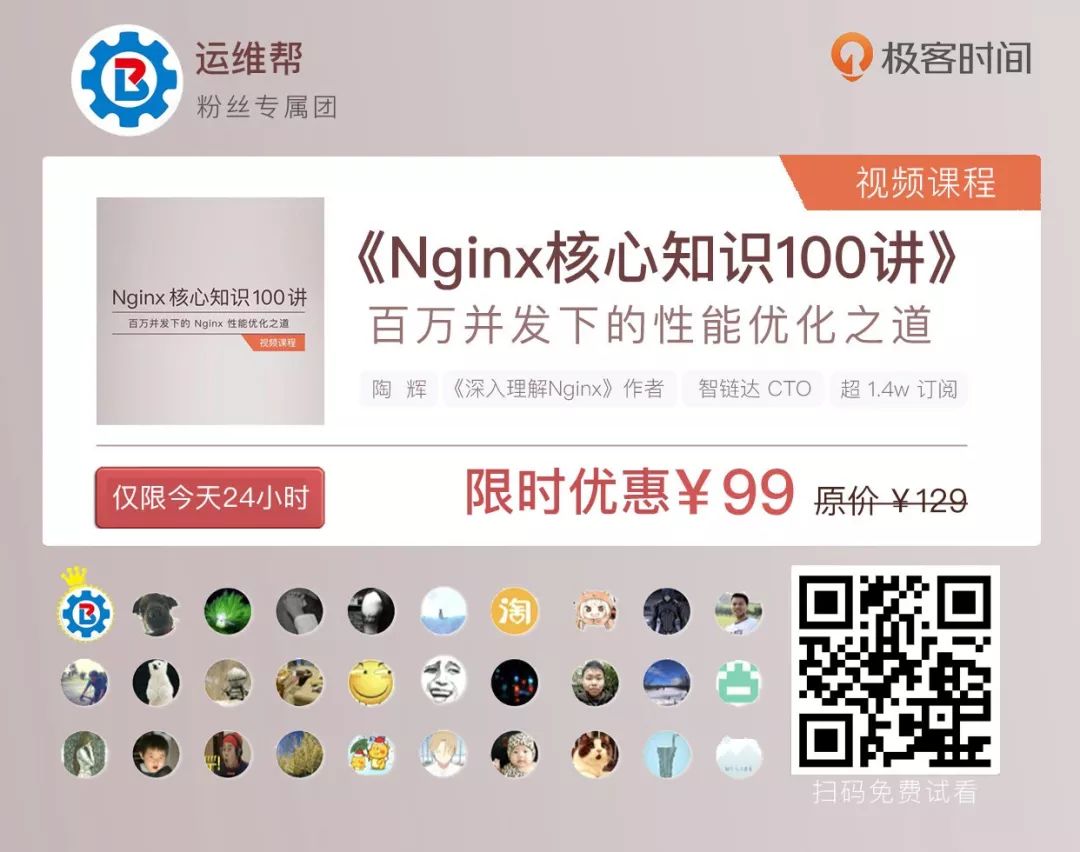 运维帮
粉丝专属团
极客时间
视频课程
Nginx 核心知识100 讲
百万并发下的 Nginx 性能优化之道
视频课程
《Nginx核心知识100讲》
百万并发下的性能优化之道
陶 辉 《深入理解Nginx》作者 智链达 CTO 超 1.4w 订阅
仅限今天24小时
限时优惠¥99 原价 ¥129
淘
扫码免费试看